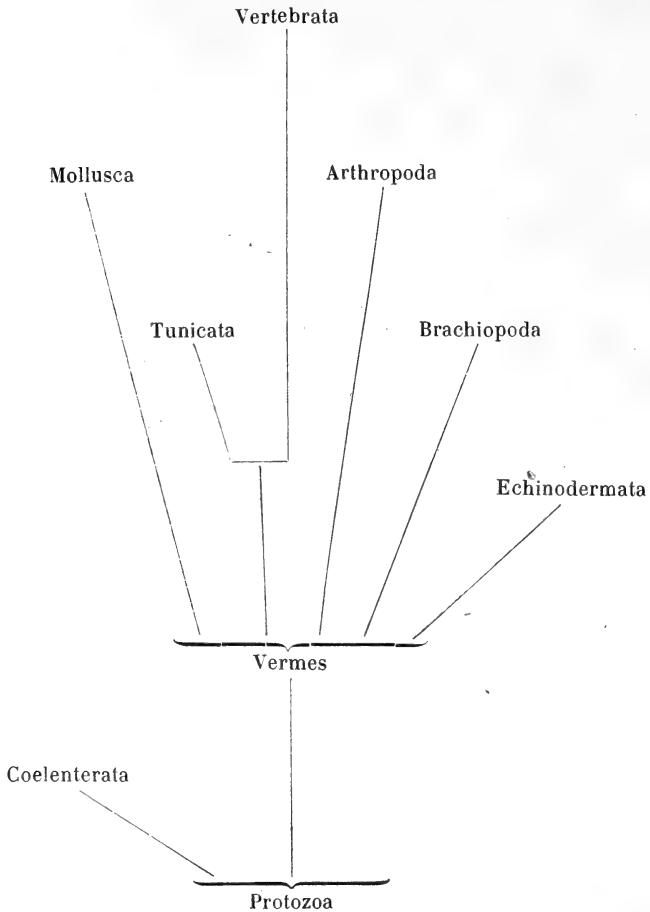 Vertebrata
Mollusca
Arthropoda
Tunicata
Brachiopoda
Echinodermata
Vermes
Coelenterata
Protozoa